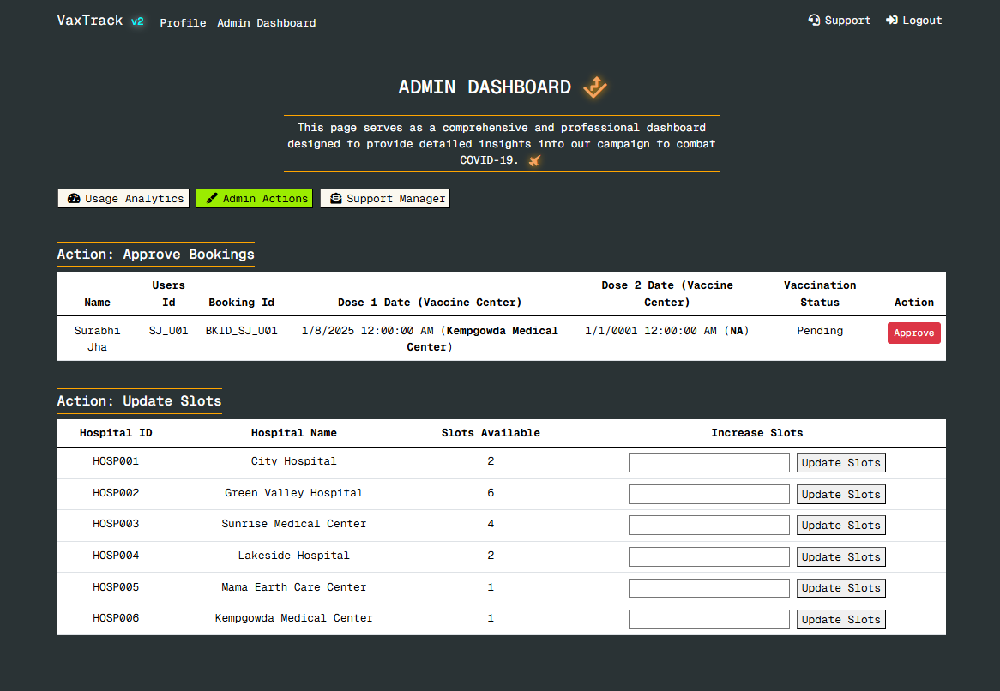 VaxTrack v2 Profile Admin Dashboard Support Logout
ADMIN DASHBOARD
This page serves as a comprehensive and professional dashboard
designed to provide detailed insights into our campaign to combat
COVID-19.
Usage Analytics Admin Actions Support Manager
Action: Approve Bookings
Name Users Id Booking Id Dose 1 Date (Vaccine Center) Dose 2 Date (Vaccine Center) Vaccination Status Action
Surabhi Jha SJ_U01 BKID_SJ_U01 1/8/2025 12:00:00 AM (Kempgowda Medical Center) 1/1/0001 12:00:00 AM (NA) Pending Approve
Action: Update Slots
Hospital ID Hospital Name Slots Available Increase Slots
HOSP001 City Hospital 2 Update Slots
HOSP002 Green Valley Hospital 6 Update Slots
HOSP003 Sunrise Medical Center 4 Update Slots
HOSP004 Lakeside Hospital 2 Update Slots
HOSP005 Mama Earth Care Center 1 Update Slots
HOSP006 Kempgowda Medical Center 1 Update Slots